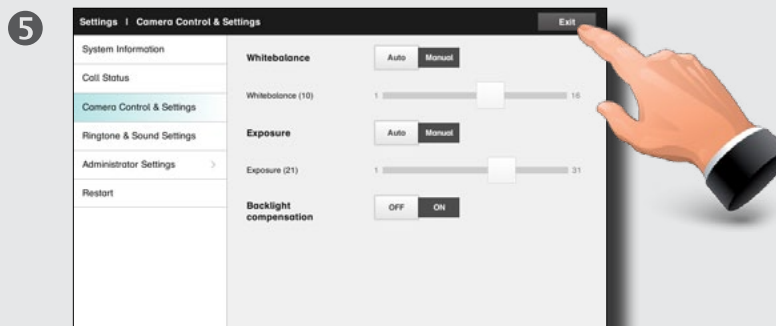 5
Settings | Camera Control & Settings
Exit
System Information
Call Status
Camera Control & Settings
Ringtone & Sound Settings
Administrator Settings >
Restart
Whitebalance
Auto Manual
Whitebalance (10) 1 16
Exposure
Auto Manual
Exposure (21) 1 31
Backlight
compensation
OFF ON